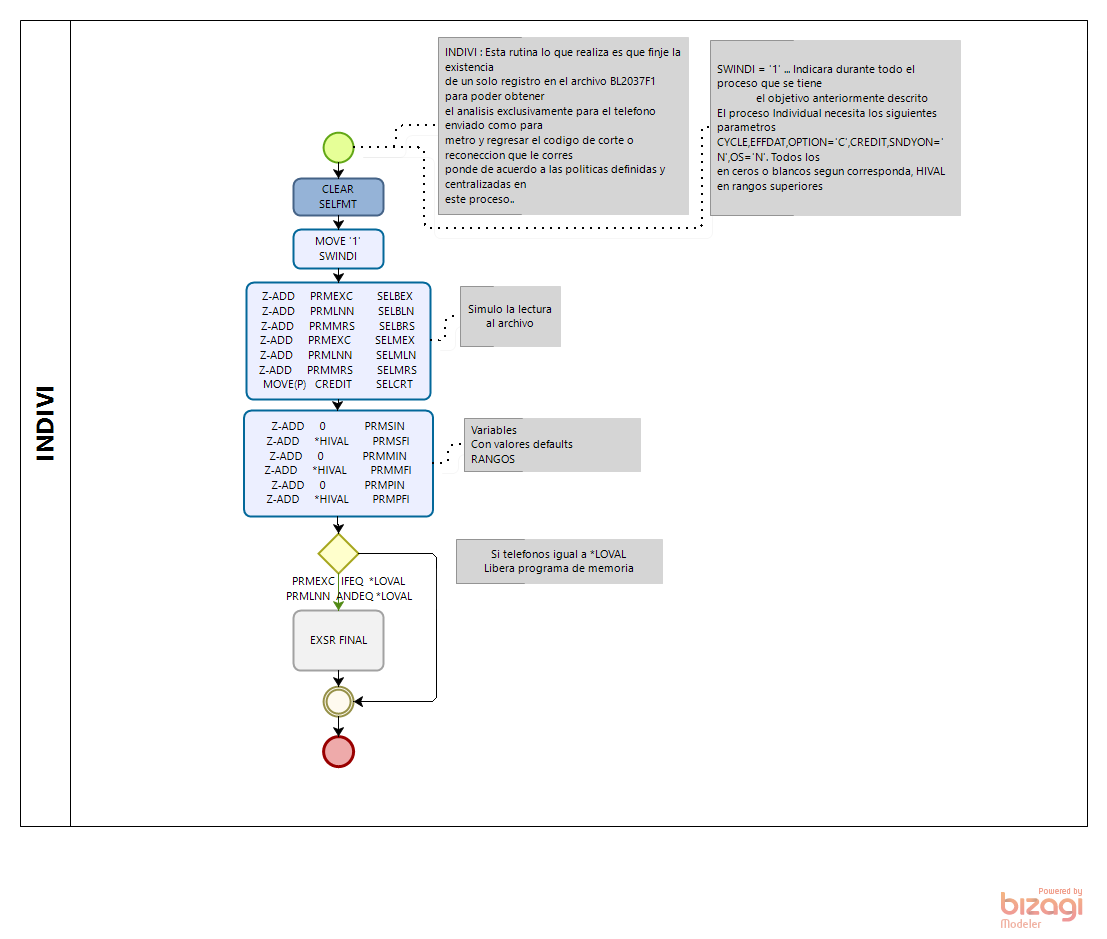 INDIVI
INDIVI : Esta rutina lo que realiza es que finje la
existencia
de un solo registro en el archivo BL2037F1
para poder obtener
el analisis exclusivamente para el telefono
enviado como para
metro y regresar el codigo de corte o
reconeccion que le corres
ponde de acuerdo a las politicas definidas y
centralizadas en
este proceso..
SWINDI = '1' ... Indicara durante todo el
proceso que se tiene
el objetivo anteriormente descrito
El proceso Individual necesita los siguientes
parametros
CYCLE,EFFDAT,OPTION='C',CREDIT,SNDYON='
N',OS='N'. Todos los
en ceros o blancos segun corresponda, HIVAL
en rangos superiores
CLEAR
SELFMT
MOVE '1'
SWINDI
Z-ADD PRMEXC SELBEX
Z-ADD PRMLNN SELBLN
Z-ADD PRMMRS SELBRS
Z-ADD PRMEXC SELMEX
Z-ADD PRMLNN SELMLN
Z-ADD PRMMRS SELMRS
MOVE(P) CREDIT SELCRT
Simulo la lectura
al archivo
Z-ADD 0 PRMSIN
Z-ADD *HIVAL PRMSFI
Z-ADD 0 PRMMIN
Z-ADD *HIVAL PRMMFI
Z-ADD 0 PRMPIN
Z-ADD *HIVAL PRMPFI
Variables
Con valores defaults
RANGOS
Si telefonos igual a *LOVAL
Libera programa de memoria
PRMEXC IFEQ *LOVAL
PRMLNN ANDEQ *LOVAL
EXSR FINAL
Powered by
bizagi
Modeler